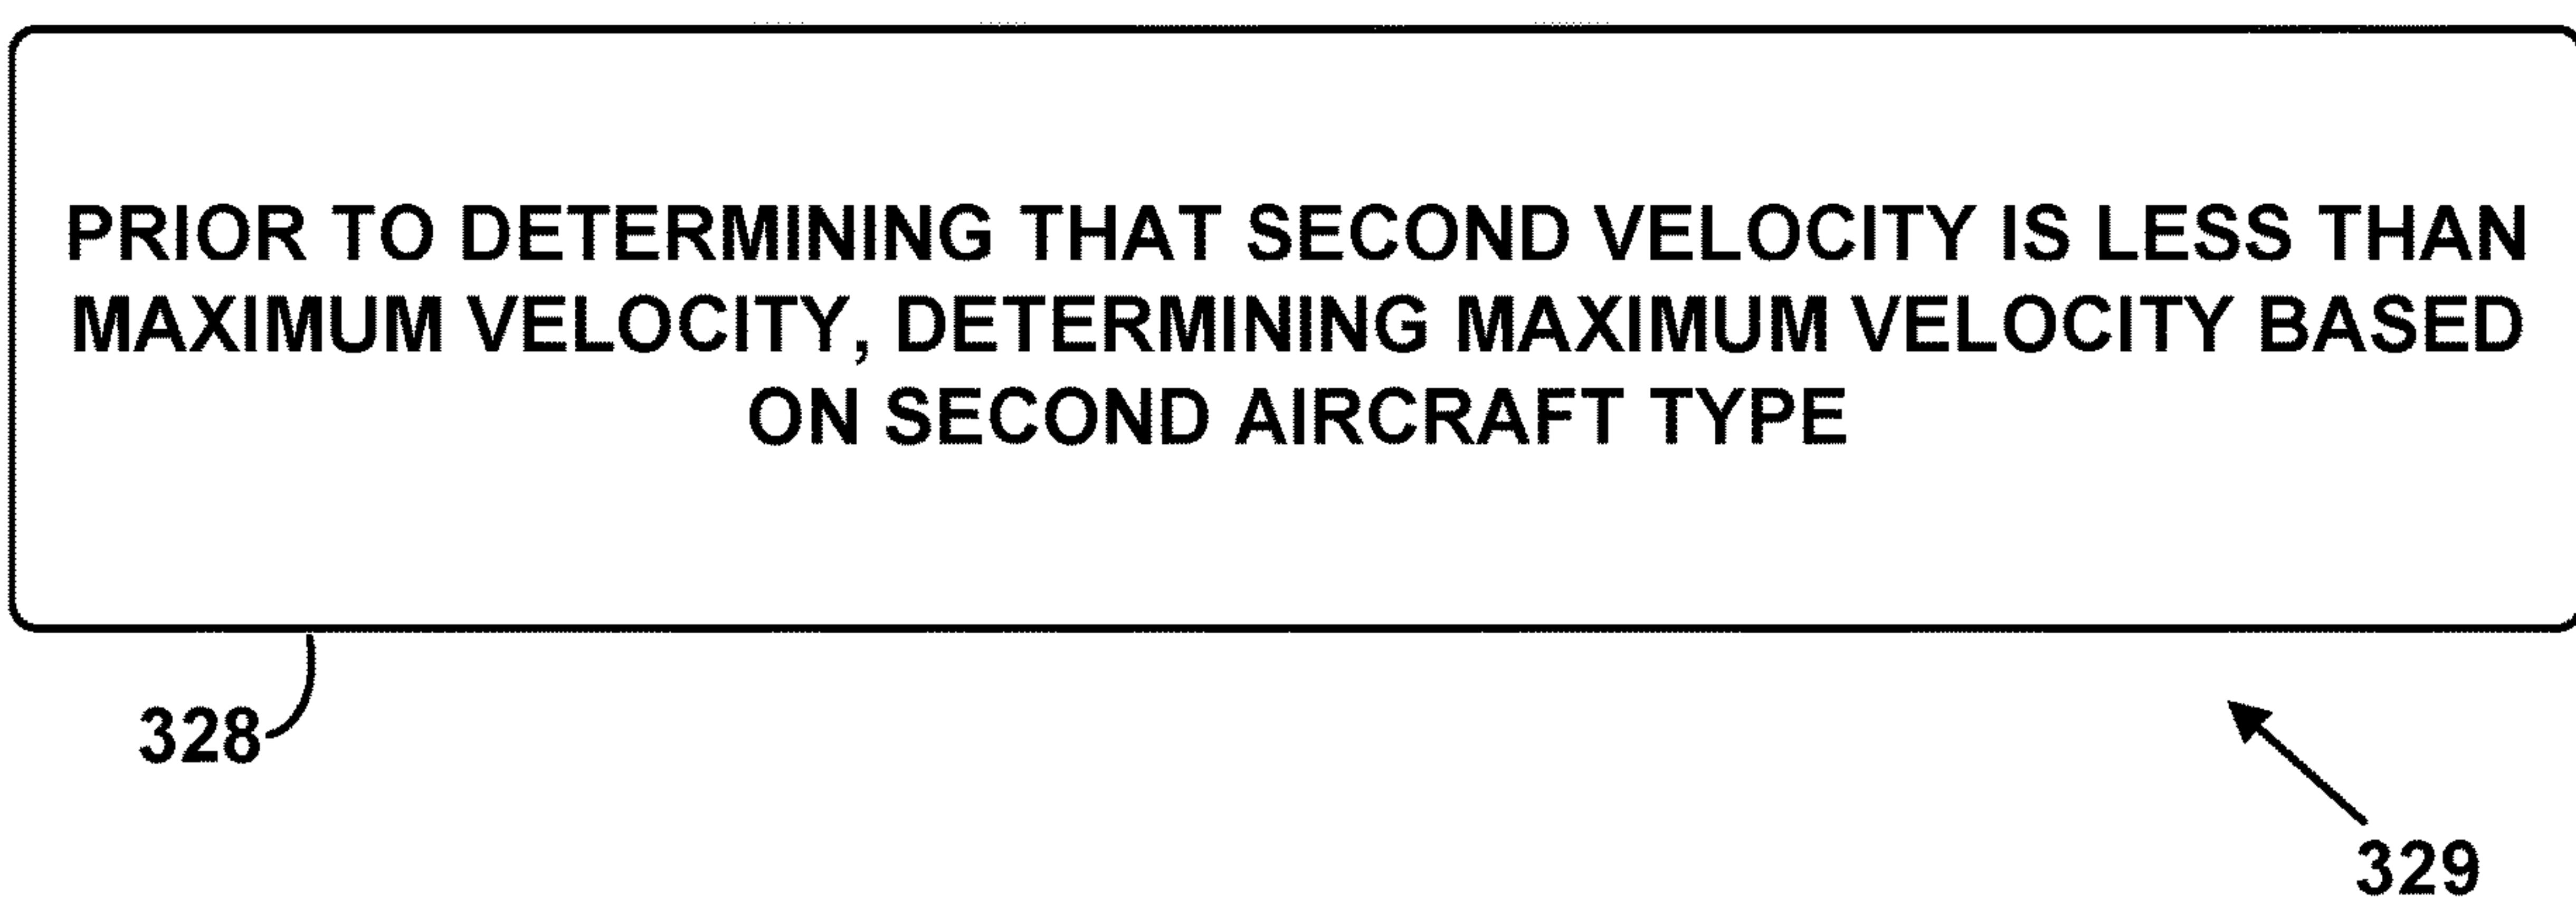 PRIOR TO DETERMINING THAT SECOND VELOCITY IS LESS THAN
MAXIMUM VELOCITY, DETERMINING MAXIMUM VELOCITY BASED
ON SECOND AIRCRAFT TYPE
328
329